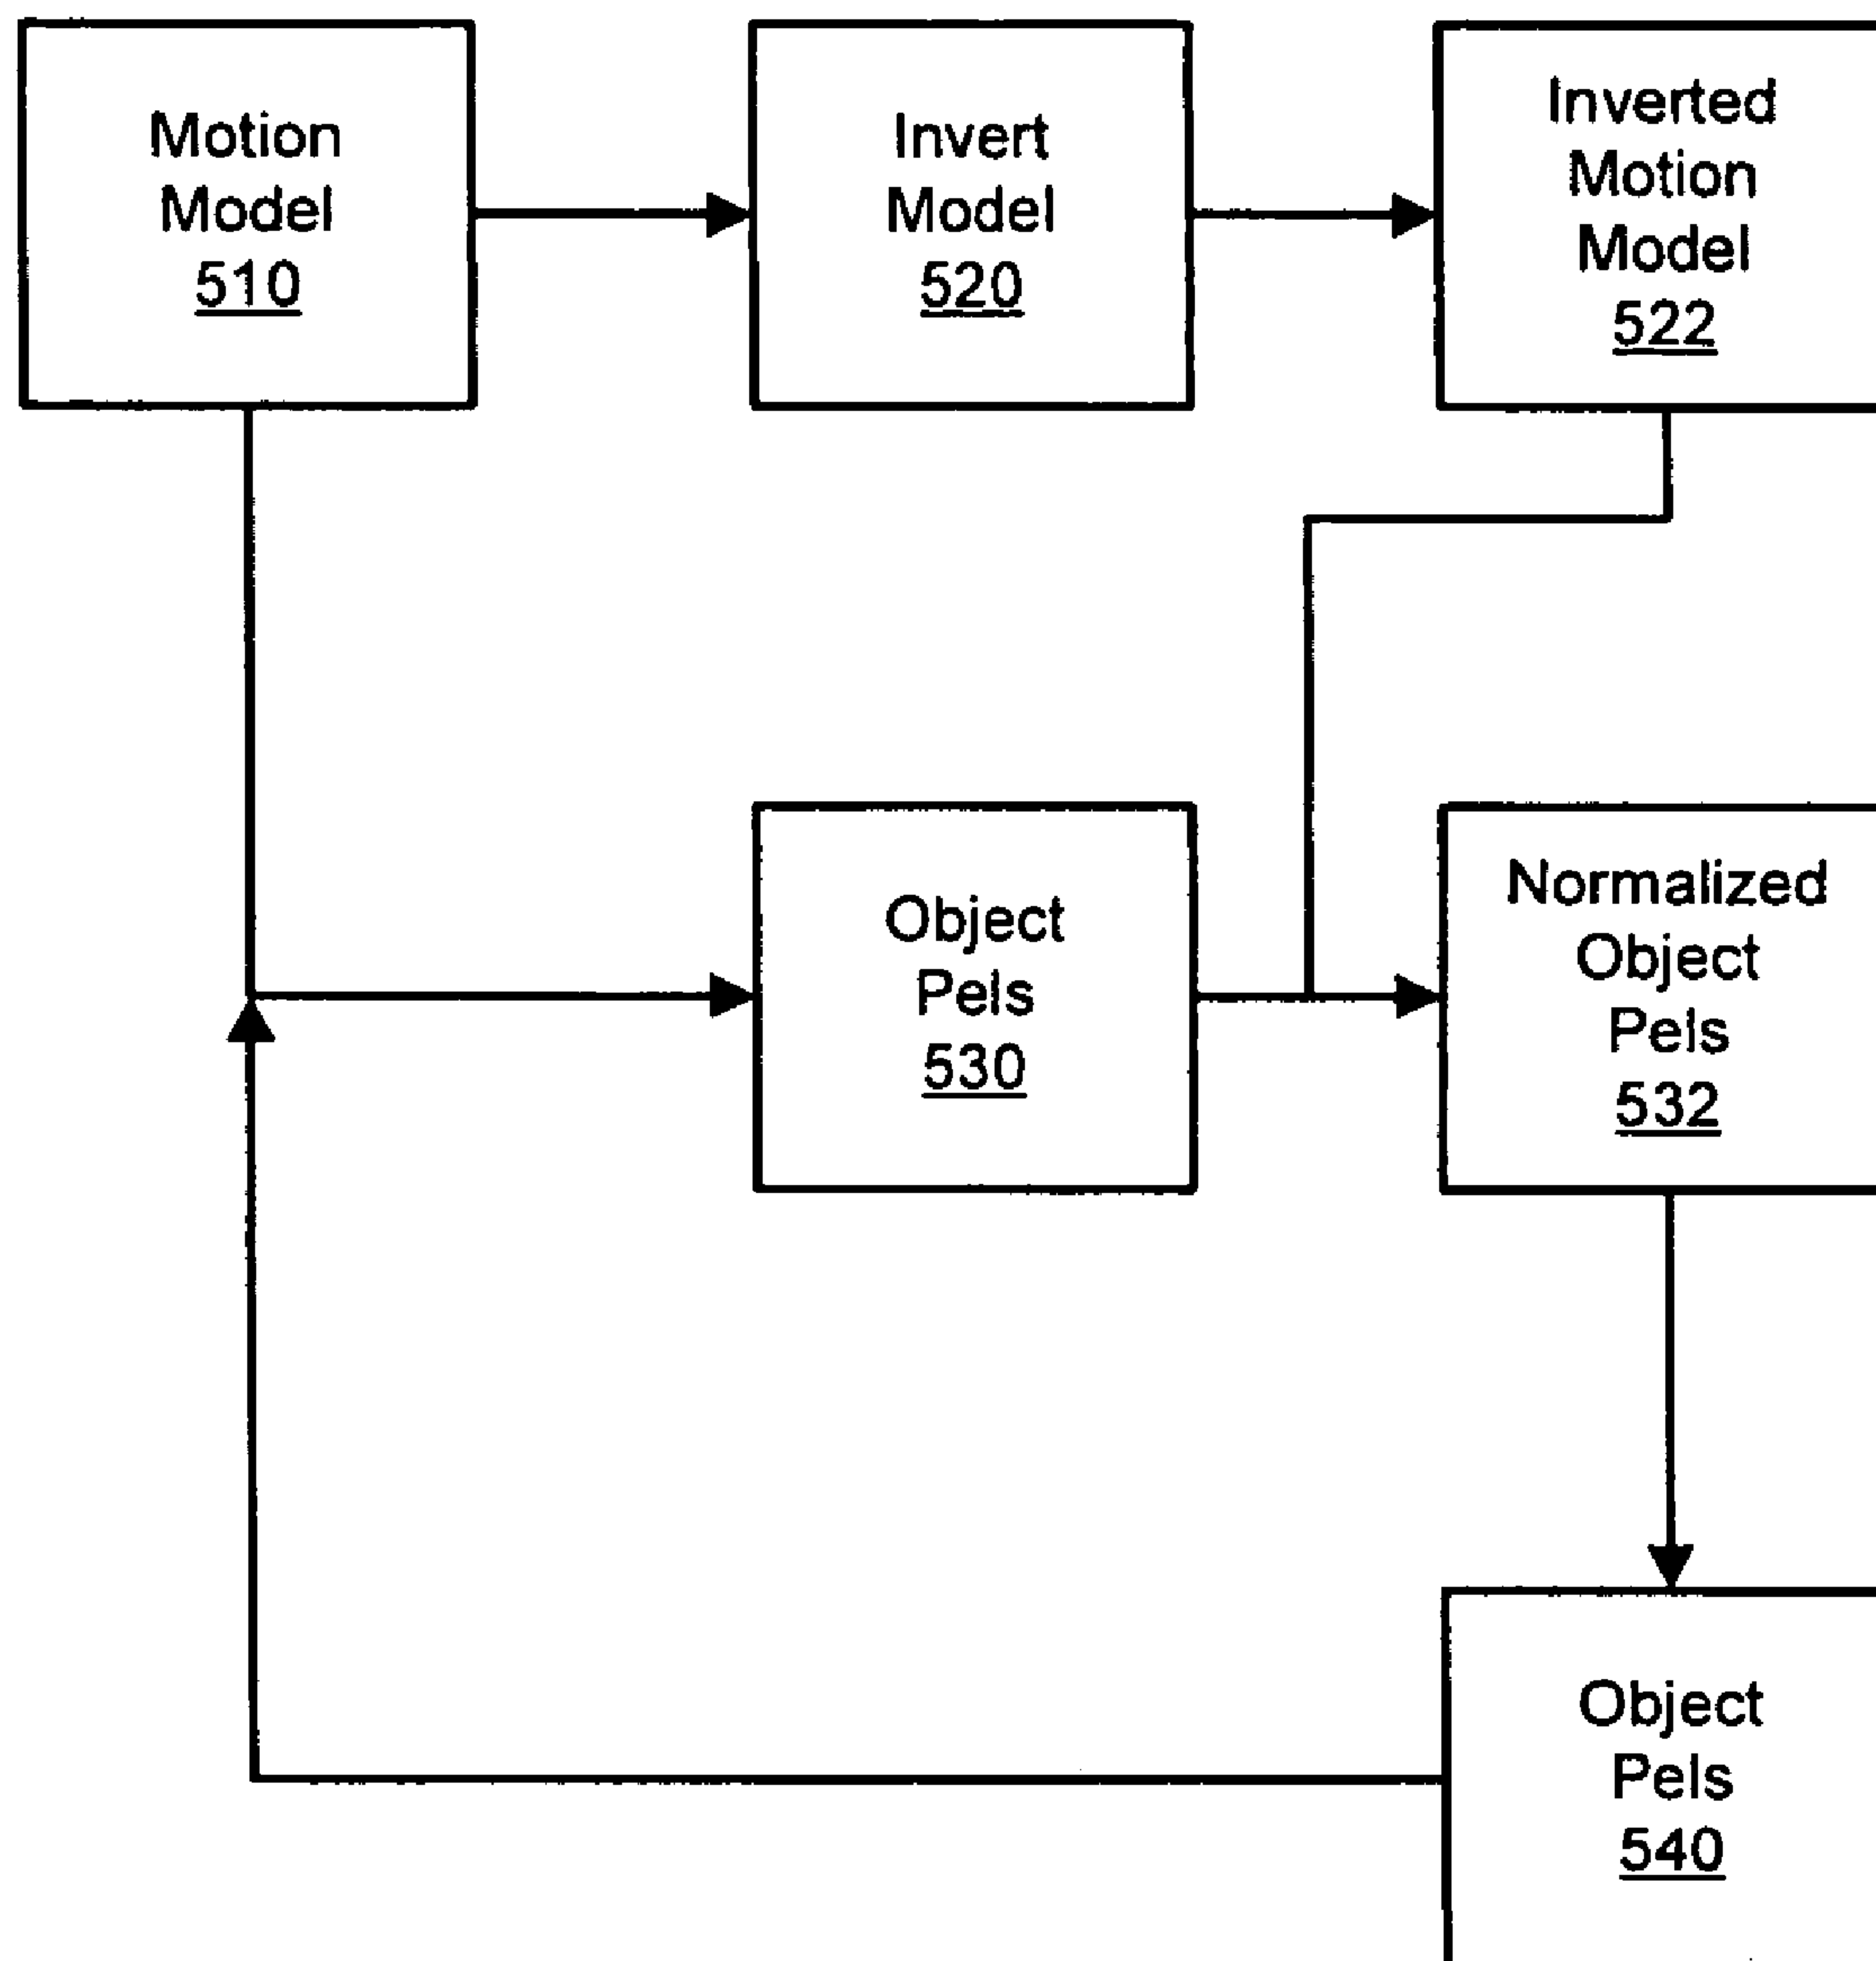 Motion
Model
510
Invert
Model
520
Inverted
Motion
Model
522
Object
Pels
530
Normalized
Object
Pels
532
Object
Pels
540